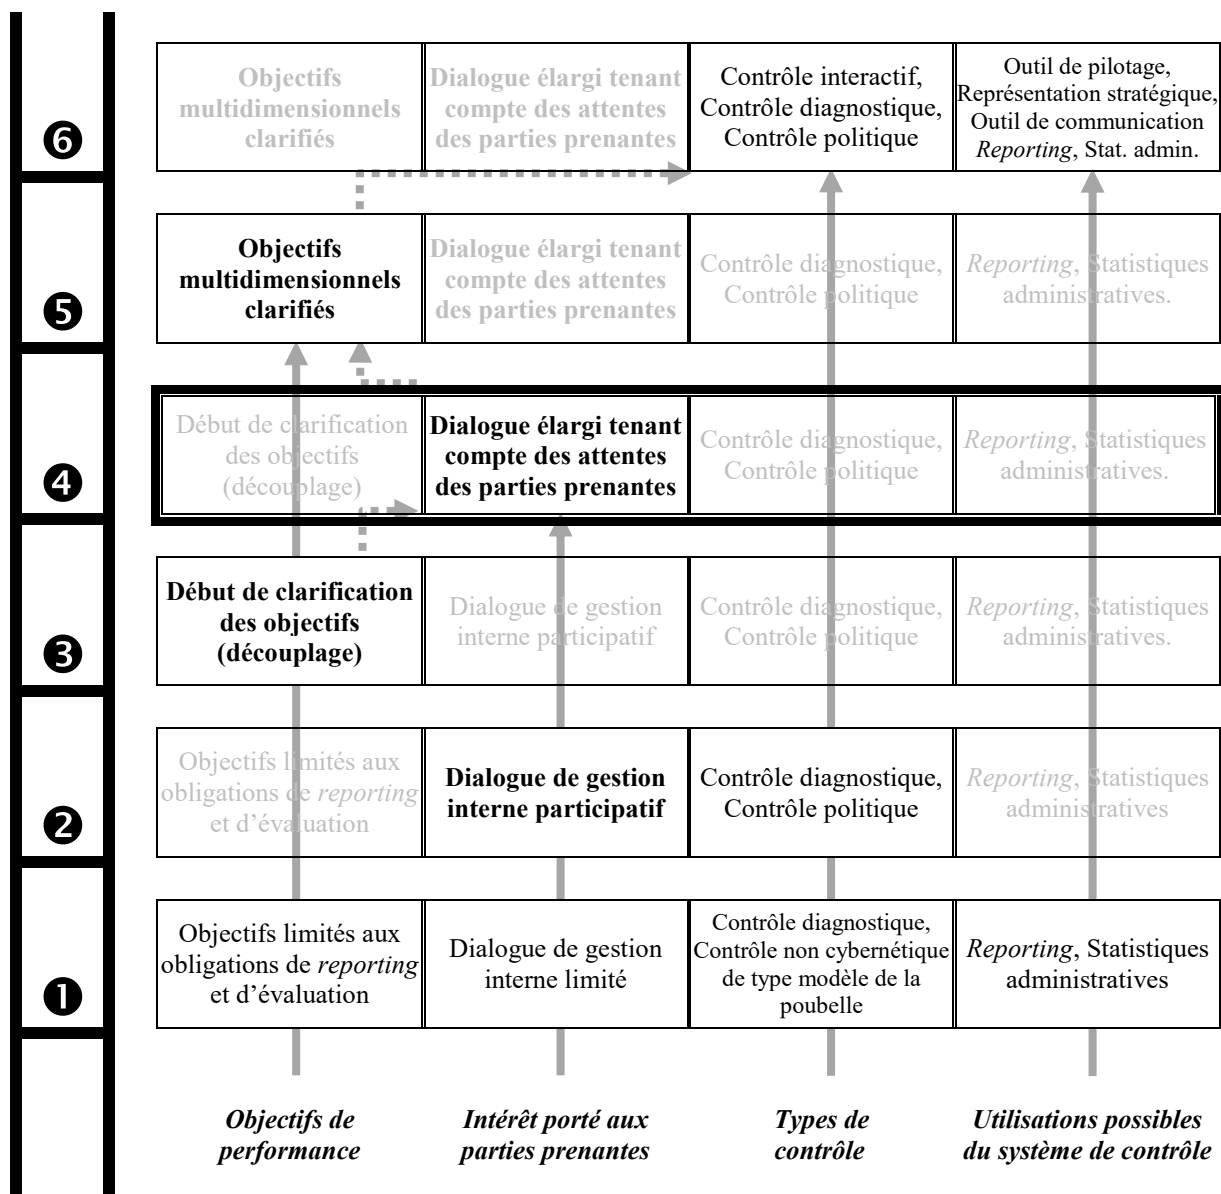 ❻
Objectifs
multidimensionnels
clarifiés
Dialogue élargi tenant
compte des attentes
des parties prenantes
Contrôle interactif,
Contrôle diagnostique,
Contrôle politique
Outil de pilotage,
Représentation stratégique,
Outil de communication
Reporting, Stat. admin.
❺
Objectifs
multidimensionnels
clarifiés
Dialogue élargi tenant
compte des attentes
des parties prenantes
Contrôle diagnostique,
Contrôle politique
Reporting, Statistiques
administratives.
❹
Début de clarification
des objectifs
(découplage)
Dialogue élargi tenant
compte des attentes
des parties prenantes
Contrôle diagnostique,
Contrôle politique
Reporting, Statistiques
administratives.
❸
Début de clarification
des objectifs
(découplage)
Dialogue de gestion
interne participatif
Contrôle diagnostique,
Contrôle politique
Reporting, Statistiques
administratives.
❷
Objectifs limités aux
obligations de reporting
et d’évaluation
Dialogue de gestion
interne participatif
Contrôle diagnostique,
Contrôle politique
Reporting, Statistiques
administratives
❶
Objectifs limités aux
obligations de reporting
et d’évaluation
Dialogue de gestion
interne limité
Contrôle diagnostique,
Contrôle non cybernétique
de type modèle de la
poubelle
Reporting, Statistiques
administratives
Objectifs de
performance
Intérêt porté aux
parties prenantes
Types de
contrôle
Utilisations possibles
du système de contrôle